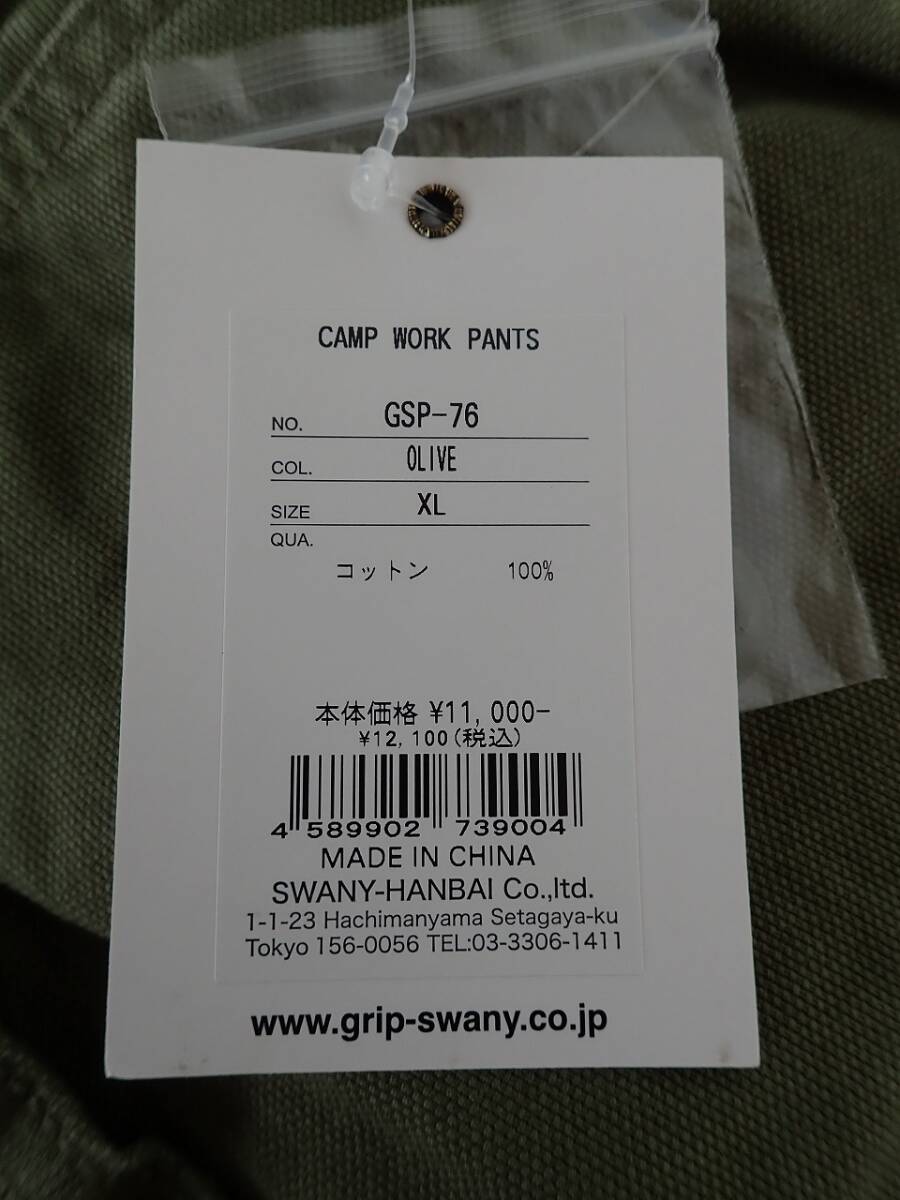 CAMP WORK PANTS
NO. GSP-76
COL. OLIVE
SIZE XL
QUA.
コットン 100%
本体価格 ¥11,000-
¥12,100(税込)
4 589902 739004
MADE IN CHINA
SWANY-HANBAI Co.,ltd.
1-1-23 Hachimanyama Setagaya-ku
Tokyo 156-0056 TEL:03-3306-1411
www.grip-swany.co.jp